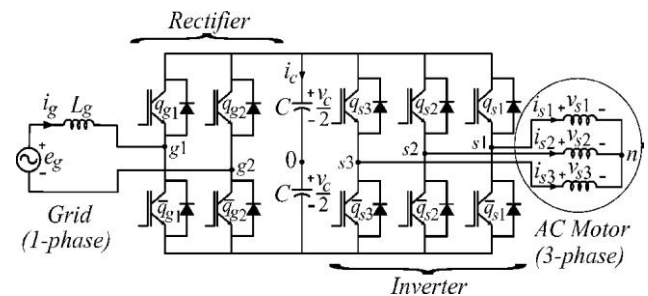 Rectifier
i_g L_g
e_g
+
-
Grid
(1-phase)
q_g1 q_g2
g1
g2
q̅_g1 q̅_g2
i_c
C + v_c/2 -
0
C + v_c/2 -
q_s3 q_s2 q_s1
s3 s2 s1
q̅_s3 q̅_s2 q̅_s1
i_s1 + v_s1 -
i_s2 + v_s2 - n
i_s3 + v_s3 -
AC Motor
(3-phase)
Inverter